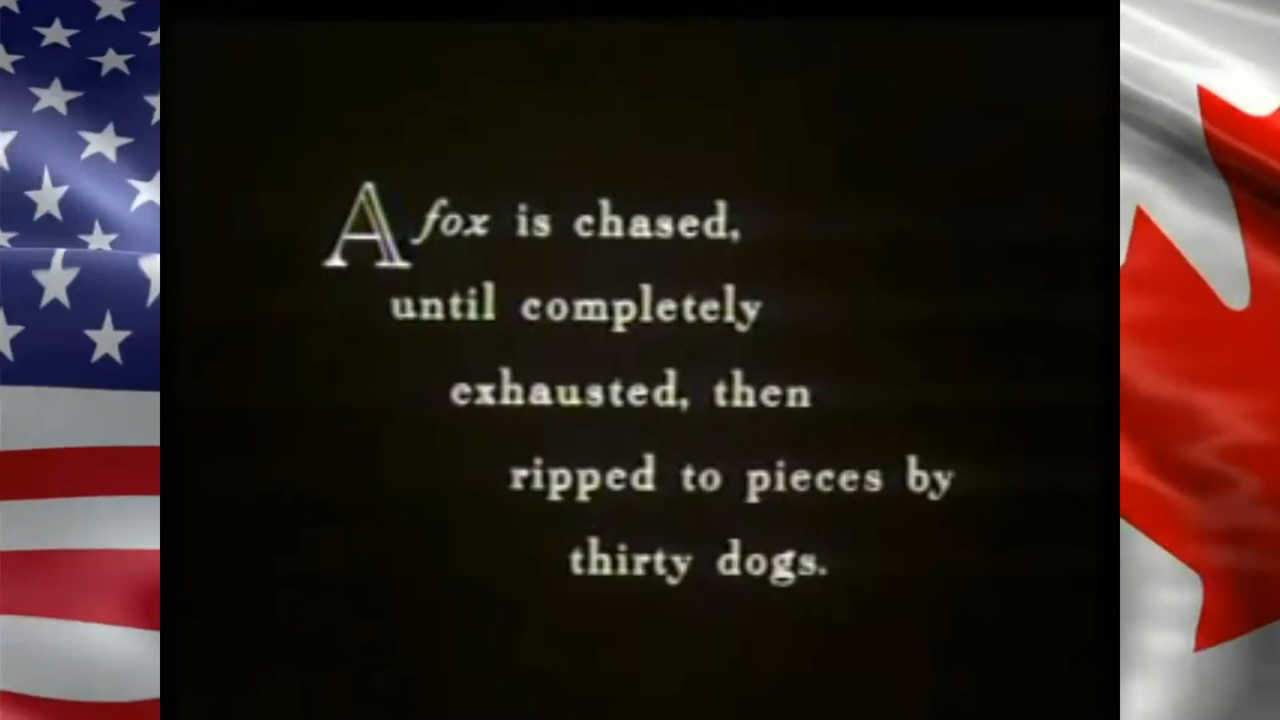 A fox is chased,
until completely
exhausted, then
ripped to pieces by
thirty dogs.